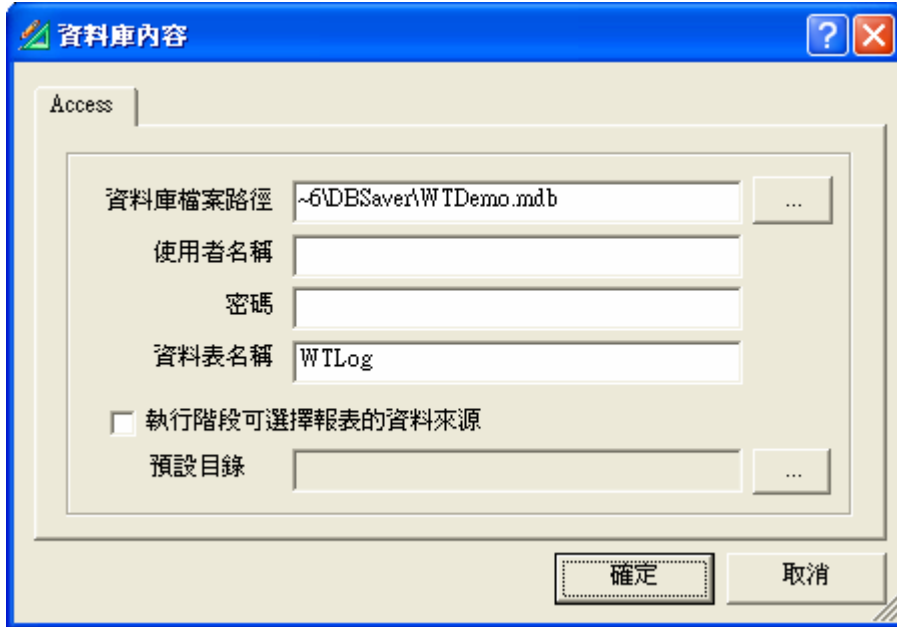 資料庫內容
Access
資料庫檔案路徑 ~6\DBSaver\WTDemo.mdb ...
使用者名稱
密碼
資料表名稱 WTLog
執行階段可選擇報表的資料來源
預設目錄 ...
確定 取消